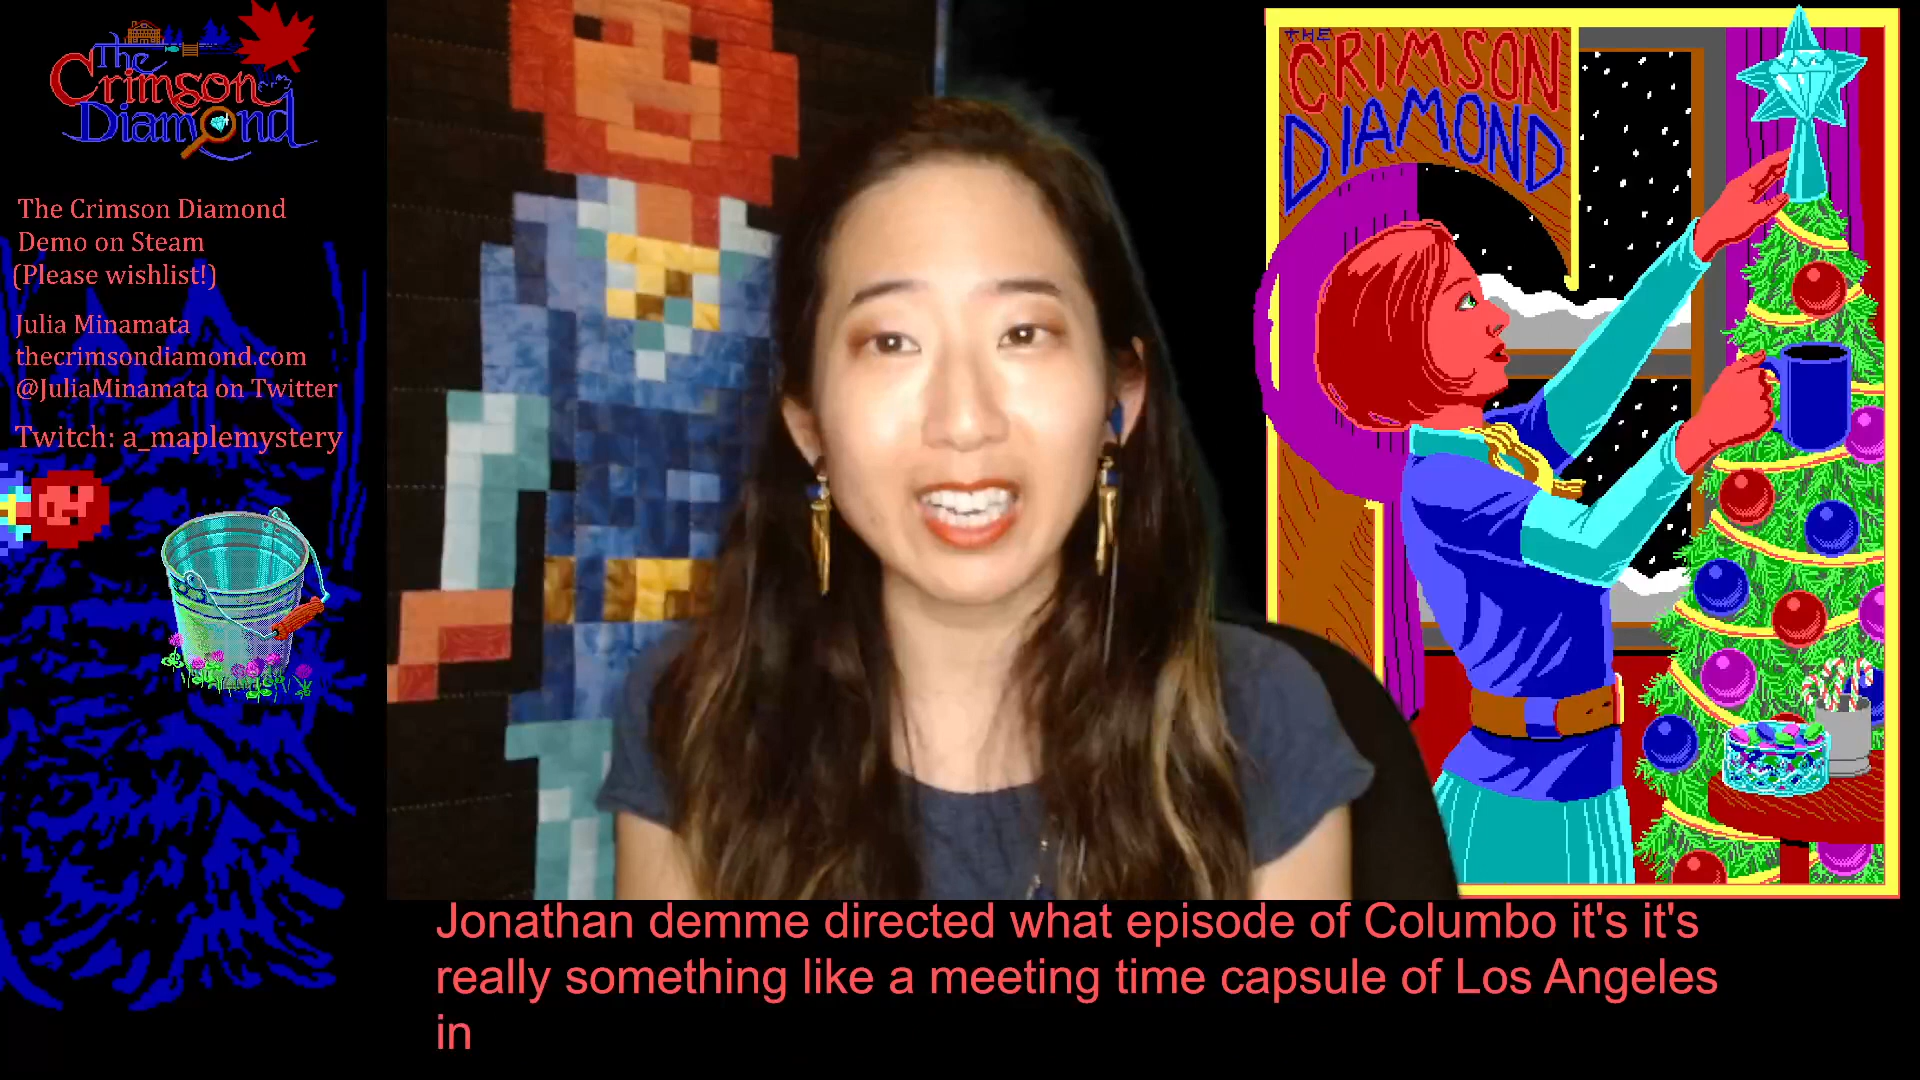 The
Crimson
Diamond
The Crimson Diamond
Demo on Steam
(Please wishlist!)
Julia Minamata
thecrimsondiamond.com
@JuliaMinamata on Twitter
Twitch: a_maplemystery
THE
CRIMSON
DIAMOND
Jonathan demme directed what episode of Columbo it's it's
really something like a meeting time capsule of Los Angeles
in